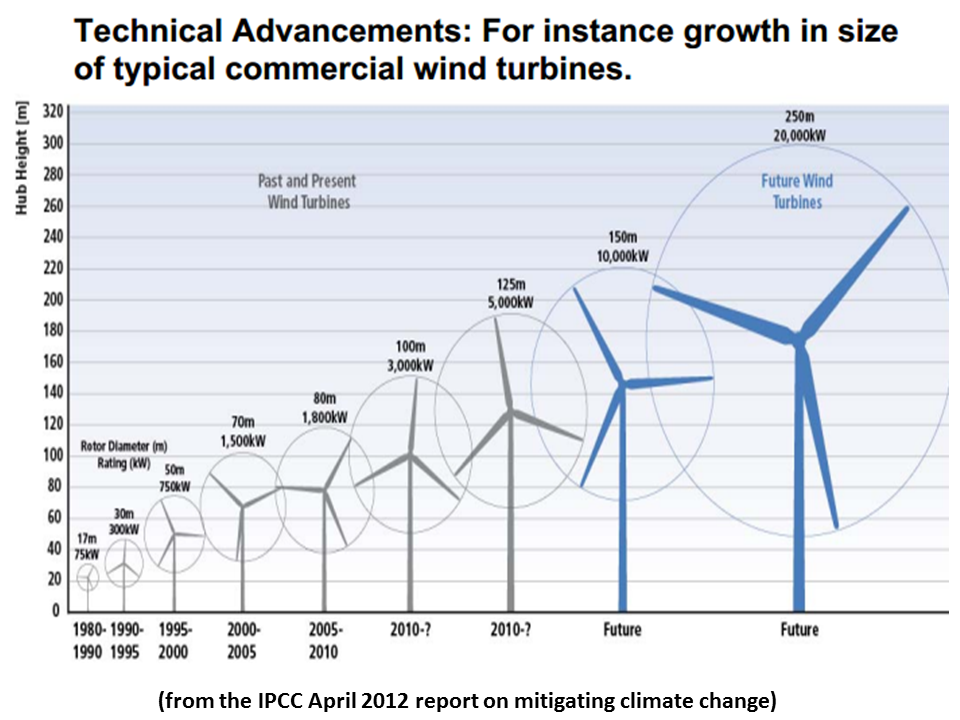 Technical Advancements: For instance growth in size
of typical commercial wind turbines.
Hub Height [m]
320
300
280
260
240
220
200
180
160
140
120
100
80
60
40
20
0
Past and Present
Wind Turbines
Future Wind
Turbines
Rotor Diameter (m)
Rating (kW)
17m
75kW
30m
300kW
50m
750kW
70m
1,500kW
80m
1,800kW
100m
3,000kW
125m
5,000kW
150m
10,000kW
250m
20,000kW
1980-
1990
1990-
1995
1995-
2000
2000-
2005
2005-
2010
2010-?
2010-?
Future
Future
(from the IPCC April 2012 report on mitigating climate change)